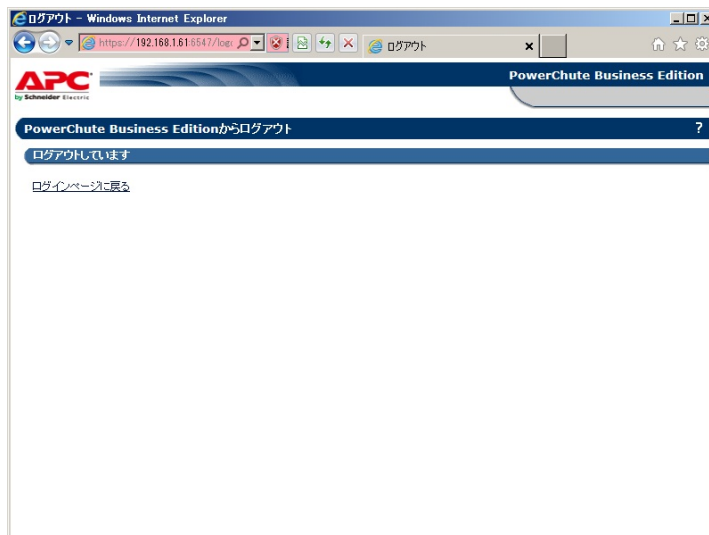 ログアウト - Windows Internet Explorer
https://192.168.1.61:6547/log
ログアウト
APC
by Schneider Electric
PowerChute Business Edition
PowerChute Business Editionからログアウト
?
ログアウトしています
ログインページに戻る